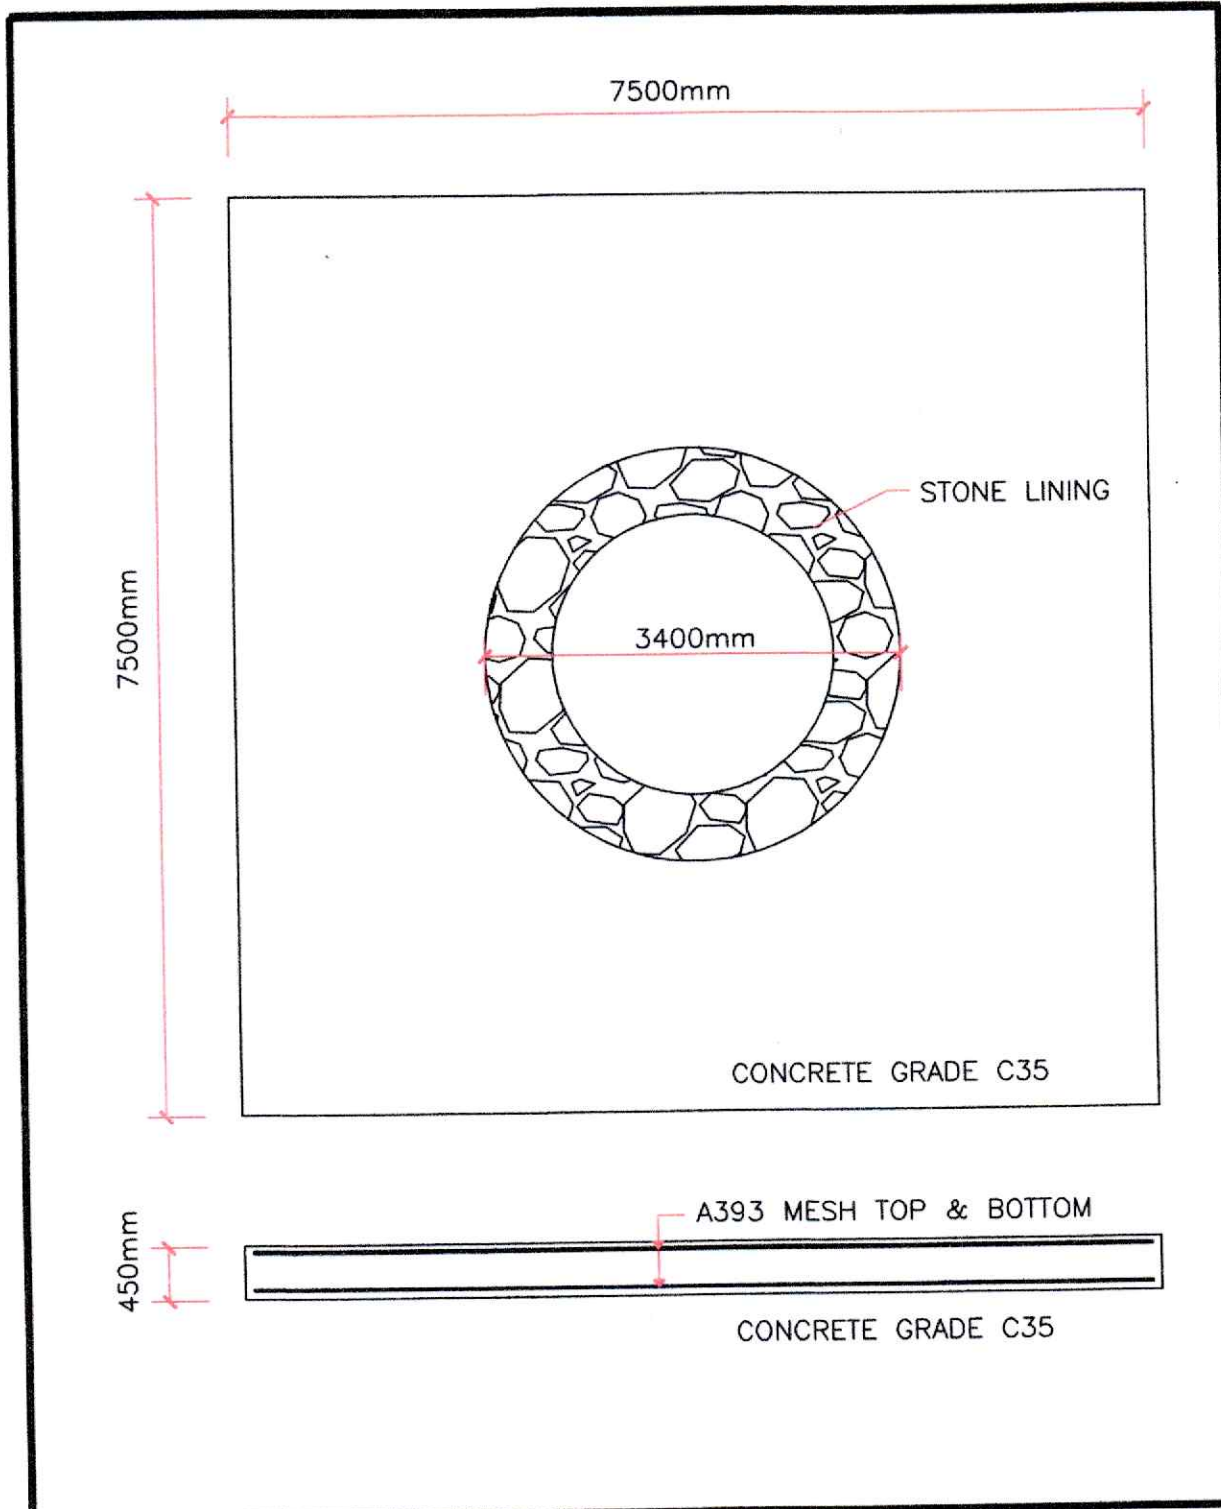 7500mm
STONE LINING
7500mm
3400mm
CONCRETE GRADE C35
A393 MESH TOP & BOTTOM
450mm
CONCRETE GRADE C35